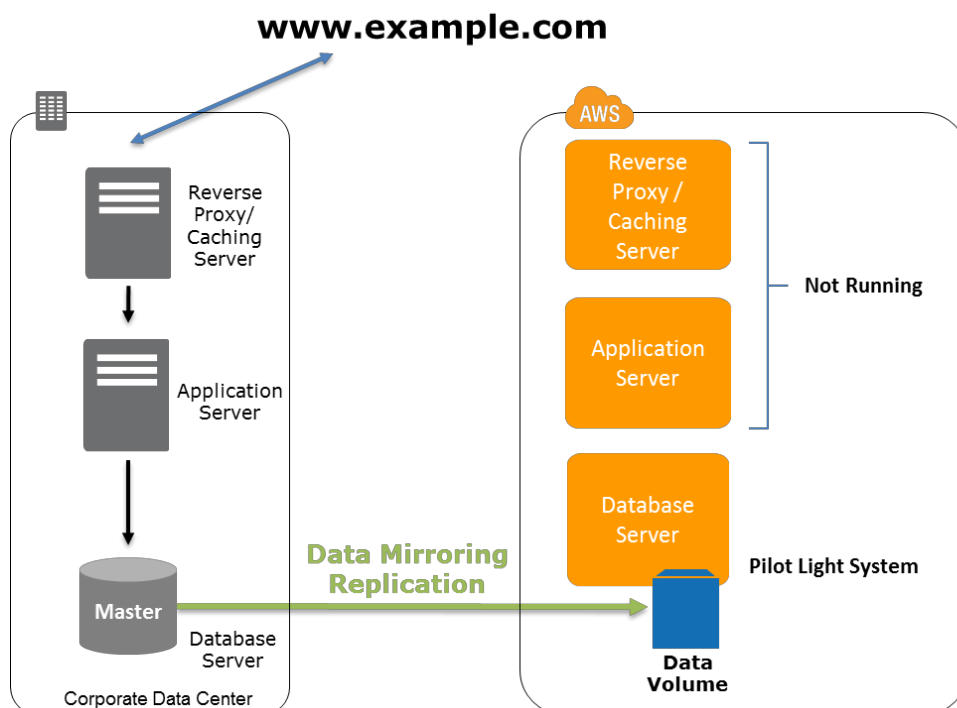 www.example.com
AWS
Reverse
Proxy/
Caching
Server
Reverse
Proxy /
Caching
Server
Not Running
Application
Server
Application
Server
Database
Server
Data Mirroring
Replication
Pilot Light System
Master
Database
Server
Data
Volume
Corporate Data Center